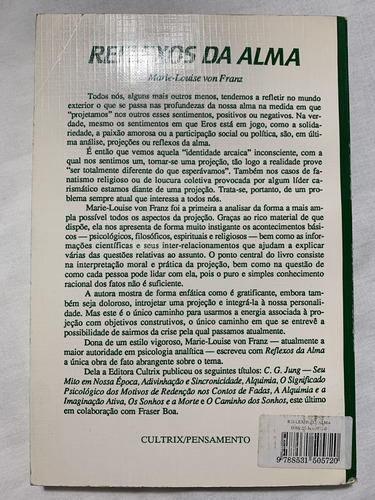 REFLEXOS DA ALMA
Marie-Louise von Franz
Todos nós, alguns mais outros menos, tendemos a refletir no mundo
exterior o que se passa nas profundezas da nossa alma na medida em que
"projetamos" nos outros esses sentimentos, positivos ou negativos. Na ver-
dade, mesmo os sentimentos em que Eros está em jogo, como a solida-
riedade, a paixão amorosa ou a participação social ou política, são, em úl-
tima análise, projeções ou reflexos da alma.
É então que vemos aquela "identidade arcaica" inconsciente, com a
qual nos sentimos um, tornar-se uma projeção, tão logo a realidade prove
"ser totalmente diferente do que esperávamos". Também nos casos de fa-
natismo religioso ou de loucura coletiva provocada por algum líder ca-
rismático estamos diante de uma projeção. Trata-se, portanto, de um pro-
blema sempre atual que interessa a todos nós.
Marie-Louise von Franz foi a primeira a analisar da forma a mais am-
pla possível todos os aspectos da projeção. Graças ao rico material de que
dispõe, ela nos apresenta de forma muito instigante os acontecimentos bási-
cos — psicológicos, filosóficos, espirituais e religiosos — bem como as infor-
mações científicas e seus inter-relacionamentos que ajudam a explicar
várias das questões relativas ao assunto. O ponto central do livro consiste
na interpretação moral e prática da projeção, bem como na questão de
como cada pessoa pode lidar com ela, pois o puro e simples conhecimento
racional dos fatos não é suficiente.
A autora mostra de forma enfática como é gratificante, embora tam-
bém seja doloroso, introjetar uma projeção e integrá-la à nossa personali-
dade. Mas este é o único caminho para usarmos a energia associada à pro-
jeção com objetivos construtivos, o único caminho em que se entrevê a
possibilidade de sairmos da crise pela qual passamos atualmente.
Dona de um estilo vigoroso, Marie-Louise von Franz — atualmente a
maior autoridade em psicologia analítica — escreveu com Reflexos da Alma
a única obra de fato abrangente sobre o tema.
Dela a Editora Cultrix publicou os seguintes títulos: C. G. Jung — Seu
Mito em Nossa Época, Adivinhação e Sincronicidade, Alquimia, O Significado
Psicológico dos Motivos de Redenção nos Contos de Fadas, A Alquimia e a
Imaginação Ativa, Os Sonhos e a Morte e O Caminho dos Sonhos, este último
em colaboração com Fraser Boa.
CULTRIX/PENSAMENTO
9 788531 505720